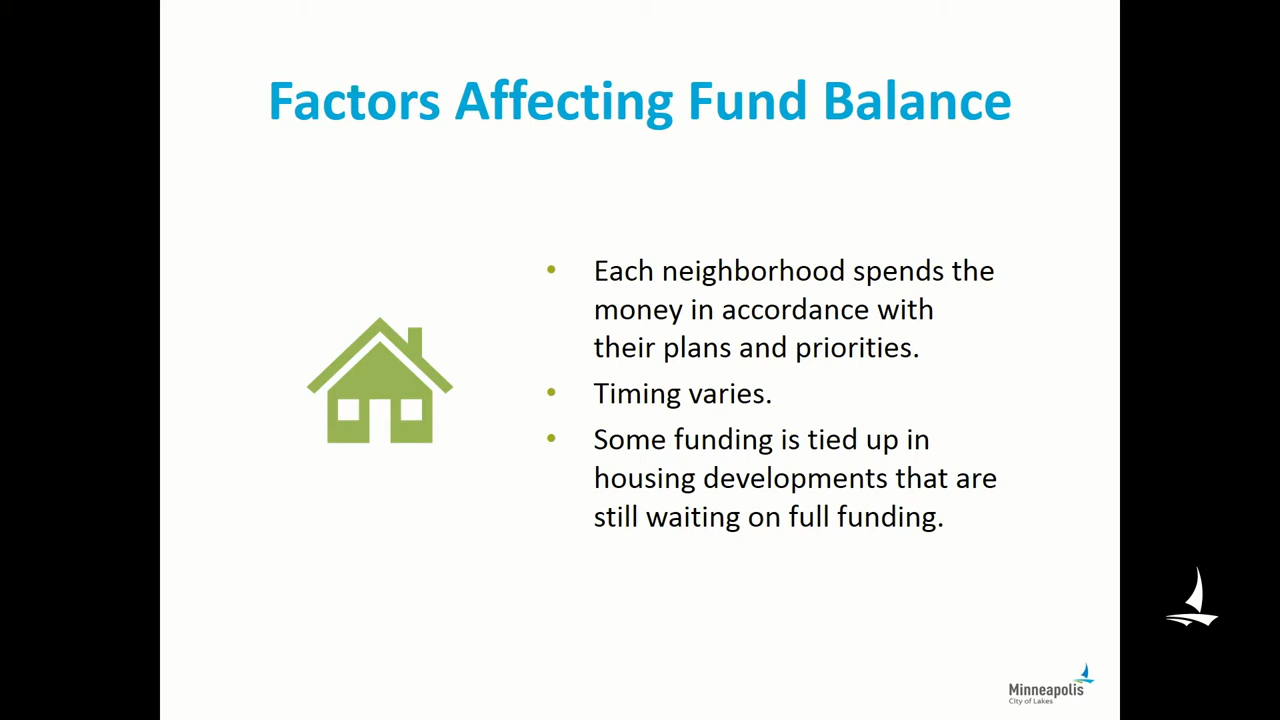 Factors Affecting Fund Balance
• Each neighborhood spends the
money in accordance with
their plans and priorities.
• Timing varies.
• Some funding is tied up in
housing developments that are
still waiting on full funding.
Minneapolis
City of Lakes